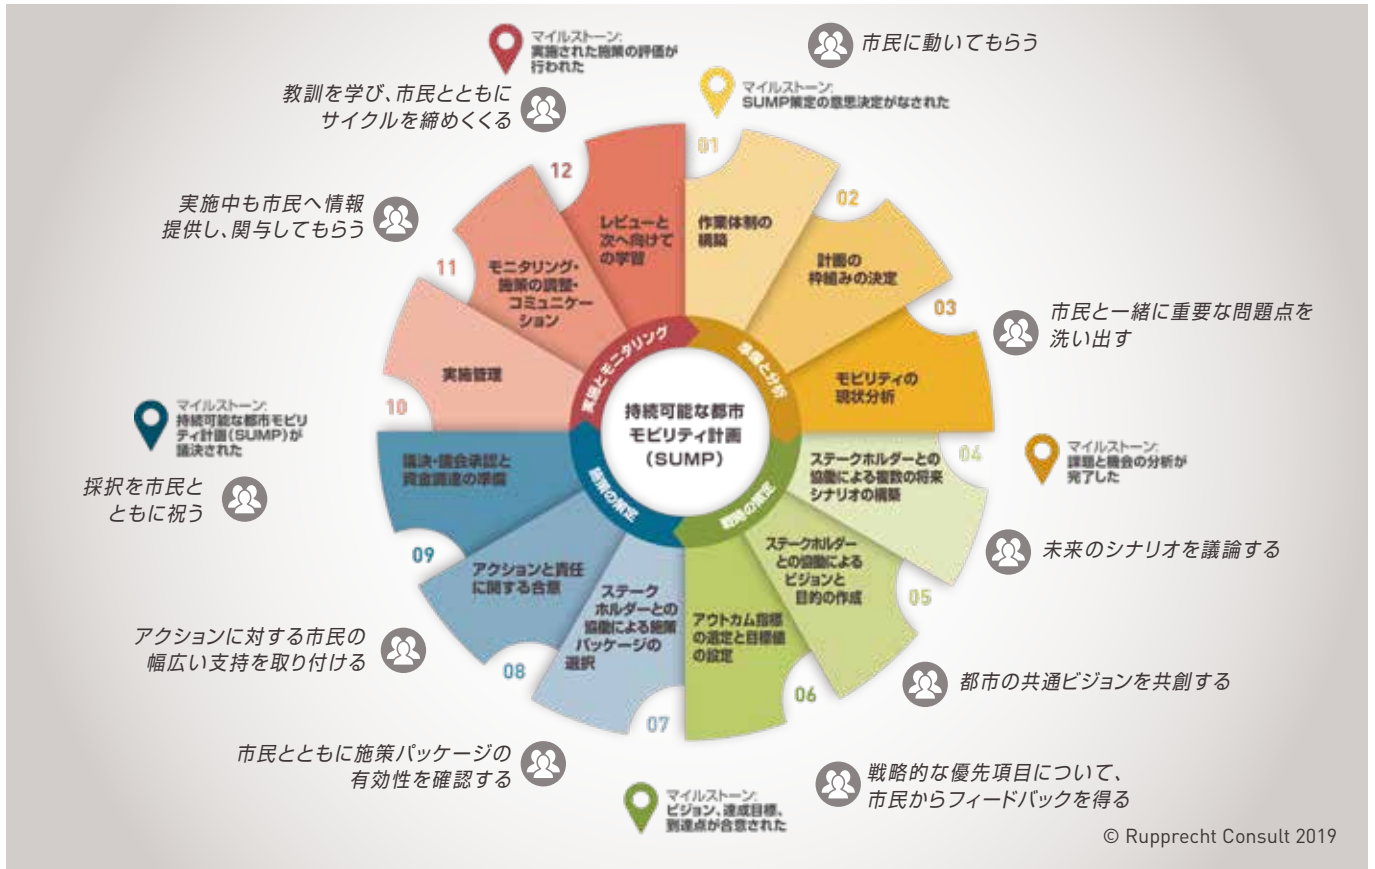 マイルストーン:
実施された施策の評価が
行われた
市民に動いてもらう
マイルストーン:
SUMP策定の意思決定がなされた
教訓を学び、市民とともに
サイクルを締めくくる
実施中も市民へ情報
提供し、関与してもらう
01
作業体制の
構築
02
計画の
枠組みの決定
03
モビリティの
現状分析
市民と一緒に重要な問題点を
洗い出す
マイルストーン:
課題と機会の分析が
完了した
04
ステークホルダーとの
協働による複数の将来
シナリオの構築
未来のシナリオを議論する
05
ステークホルダー
との協働による
ビジョンと
目的の作成
都市の共通ビジョンを共創する
06
アウトカム指標
の選定と目標値
の設定
戦略的な優先項目について、
市民からフィードバックを得る
マイルストーン:
ビジョン、達成目標、
到達点が合意された
07
ステーク
ホルダーとの
協働による施策
パッケージの
選択
市民とともに施策パッケージの
有効性を確認する
08
アクションと責任
に関する合意
アクションに対する市民の
幅広い支持を取り付ける
09
議決・議会承認と
資金調達の準備
採択を市民と
ともに祝う
マイルストーン:
持続可能な都市モビリ
ティ計画(SUMP)が
議決された
10
実施管理
11
モニタリング・
施策の調整・
コミュニケー
ション
12
レビューと
次へ向けて
の学習
準備と分析
戦略の策定
施策の策定
実施とモニタリング
持続可能な都市
モビリティ計画
(SUMP)
© Rupprecht Consult 2019